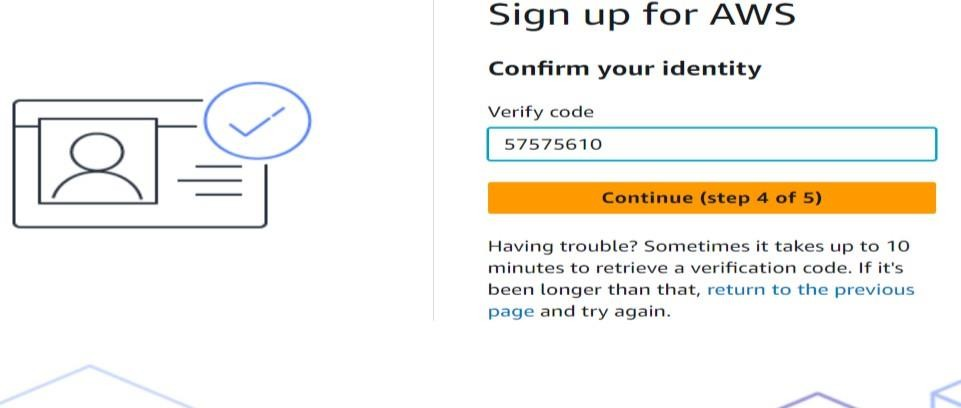 Sign up for AWS
Confirm your identity
Verify code
57575610
Continue (step 4 of 5)
Having trouble? Sometimes it takes up to 10
minutes to retrieve a verification code. If it's
been longer than that, return to the previous
page and try again.